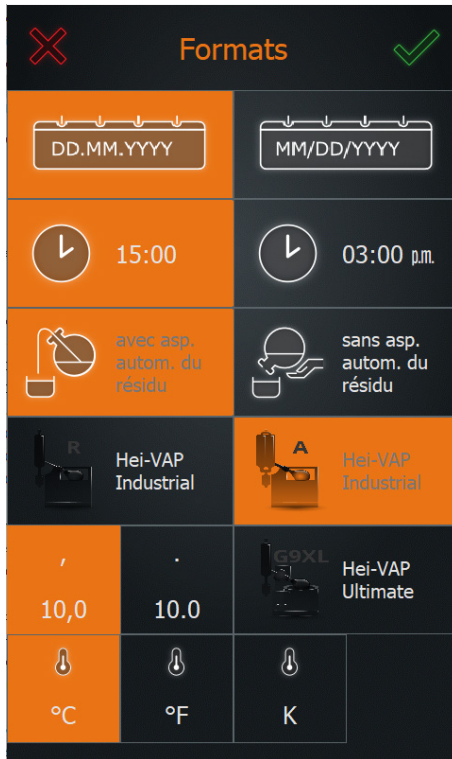 Formats
DD.MM.YYYY
MM/DD/YYYY
15:00
03:00 p.m.
avec asp.
autom. du
résidu
sans asp.
autom. du
résidu
R
Hei-VAP
Industrial
A
Hei-VAP
Industrial
,
10,0
.
10.0
G9XL
Hei-VAP
Ultimate
°C
°F
K